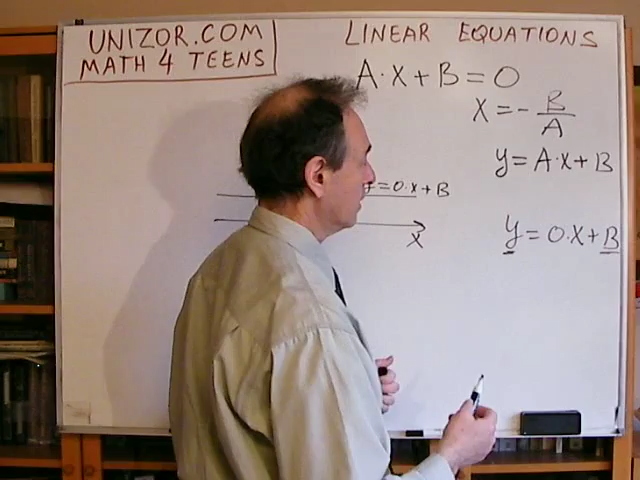 UNIZOR.COM
MATH 4 TEENS
LINEAR EQUATIONS
A·X+B=0
X=-B/A
y=A·X+B
y=0·X+B
X
y=0·X+B